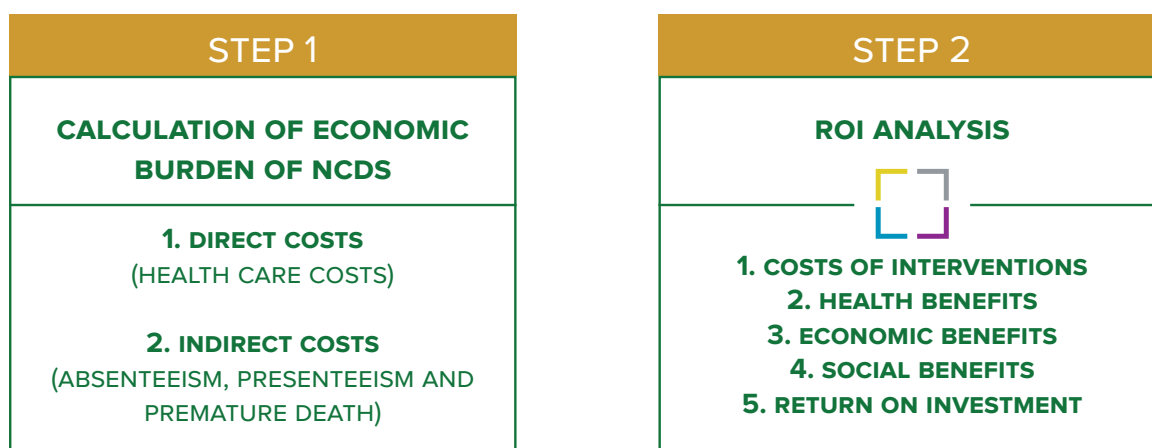 STEP 1
CALCULATION OF ECONOMIC
BURDEN OF NCDS
1. DIRECT COSTS
(HEALTH CARE COSTS)
2. INDIRECT COSTS
(ABSENTEEISM, PRESENTEEISM AND
PREMATURE DEATH)
STEP 2
ROI ANALYSIS
1. COSTS OF INTERVENTIONS
2. HEALTH BENEFITS
3. ECONOMIC BENEFITS
4. SOCIAL BENEFITS
5. RETURN ON INVESTMENT